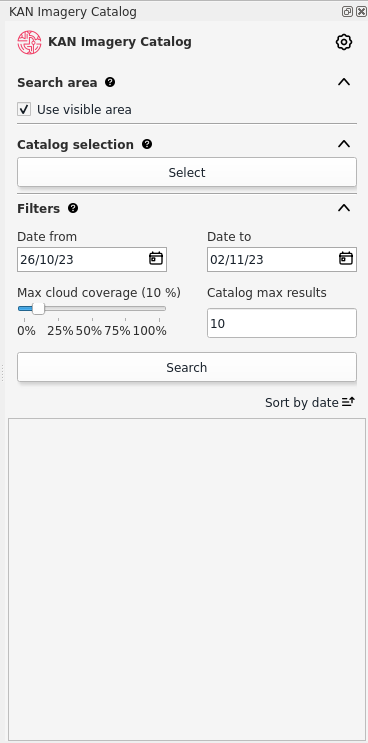 KAN Imagery Catalog
KAN Imagery Catalog
Search area ?
Use visible area
Catalog selection ?
Select
Filters ?
Date from Date to
26/10/23 02/11/23
Max cloud coverage (10 %) Catalog max results
10
0% 25% 50% 75% 100%
Search
Sort by date